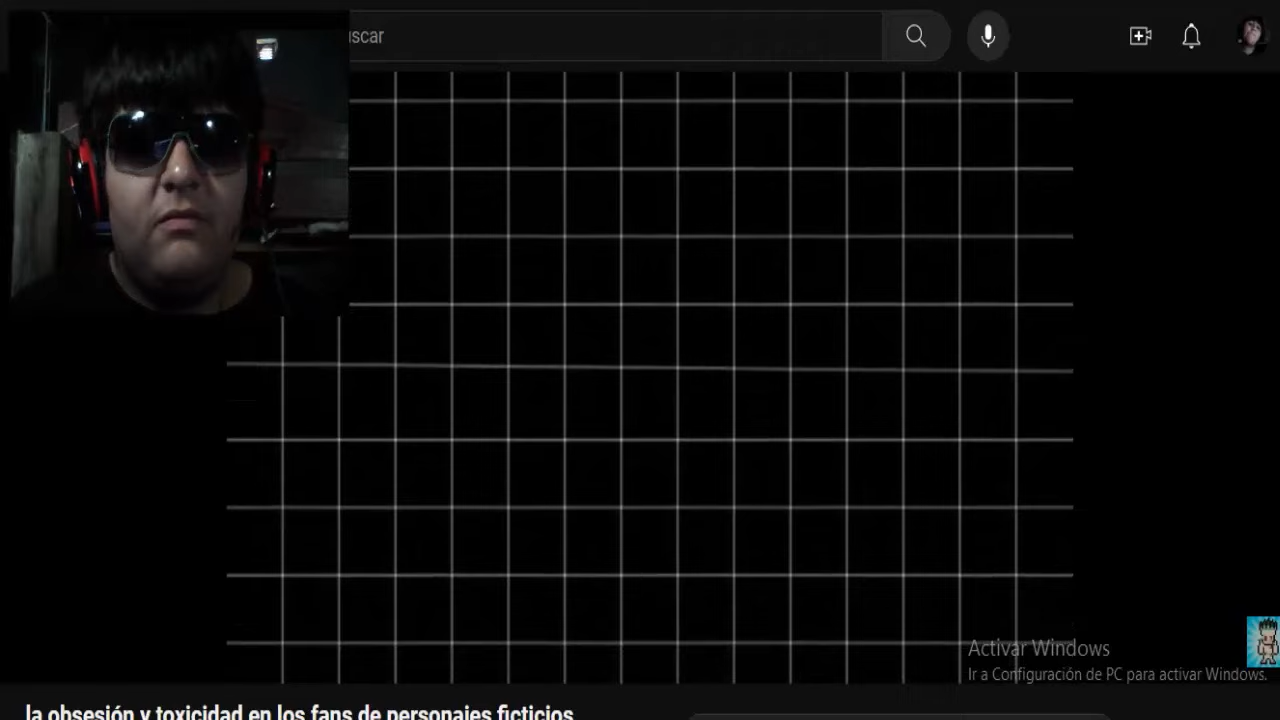 scar
Activar Windows
Ir a Configuración de PC para activar Windows.
la obsesión y toxicidad en los fans de personajes ficticios